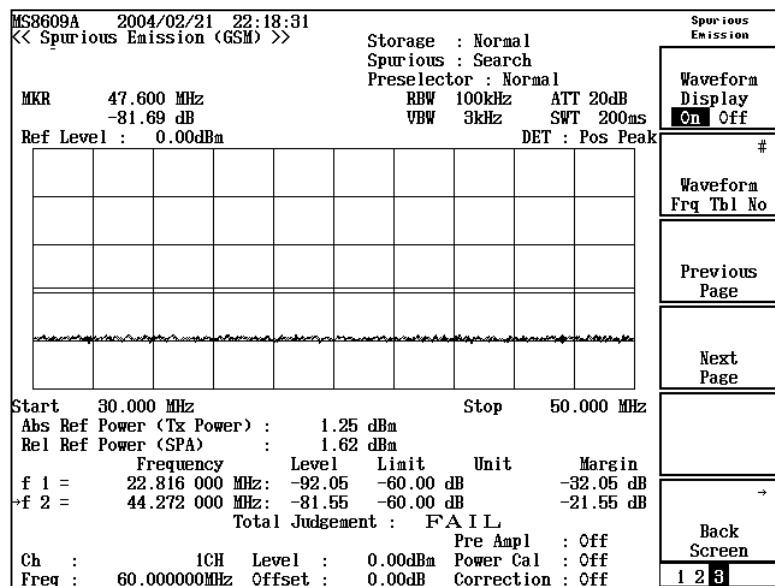 MS8609A 2004/02/21 22:18:31
<< Spurious Emission (GSM) >>
Storage : Normal
Spurious : Search
Preselector : Normal
MKR 47.600 MHz RBW 100kHz ATT 20dB
-81.69 dB VBW 3kHz SWT 200ms
Ref Level : 0.00dBm DET : Pos Peak
Start 30.000 MHz Stop 50.000 MHz
Abs Ref Power (Tx Power) : 1.25 dBm
Rel Ref Power (SPA) : 1.62 dBm
Frequency Level Limit Unit Margin
f 1 = 22.816 000 MHz: -92.05 -60.00 dB -32.05 dB
→f 2 = 44.272 000 MHz: -81.55 -60.00 dB -21.55 dB
Total Judgement : FAIL
Pre Ampl : Off
Ch : 1CH Level : 0.00dBm Power Cal : Off
Freq : 60.000000MHz Offset : 0.00dB Correction : Off
Spurious
Emission
Waveform
Display
On Off
#
Waveform
Frq Tbl No
Previous
Page
Next
Page
→
Back
Screen
1 2 3